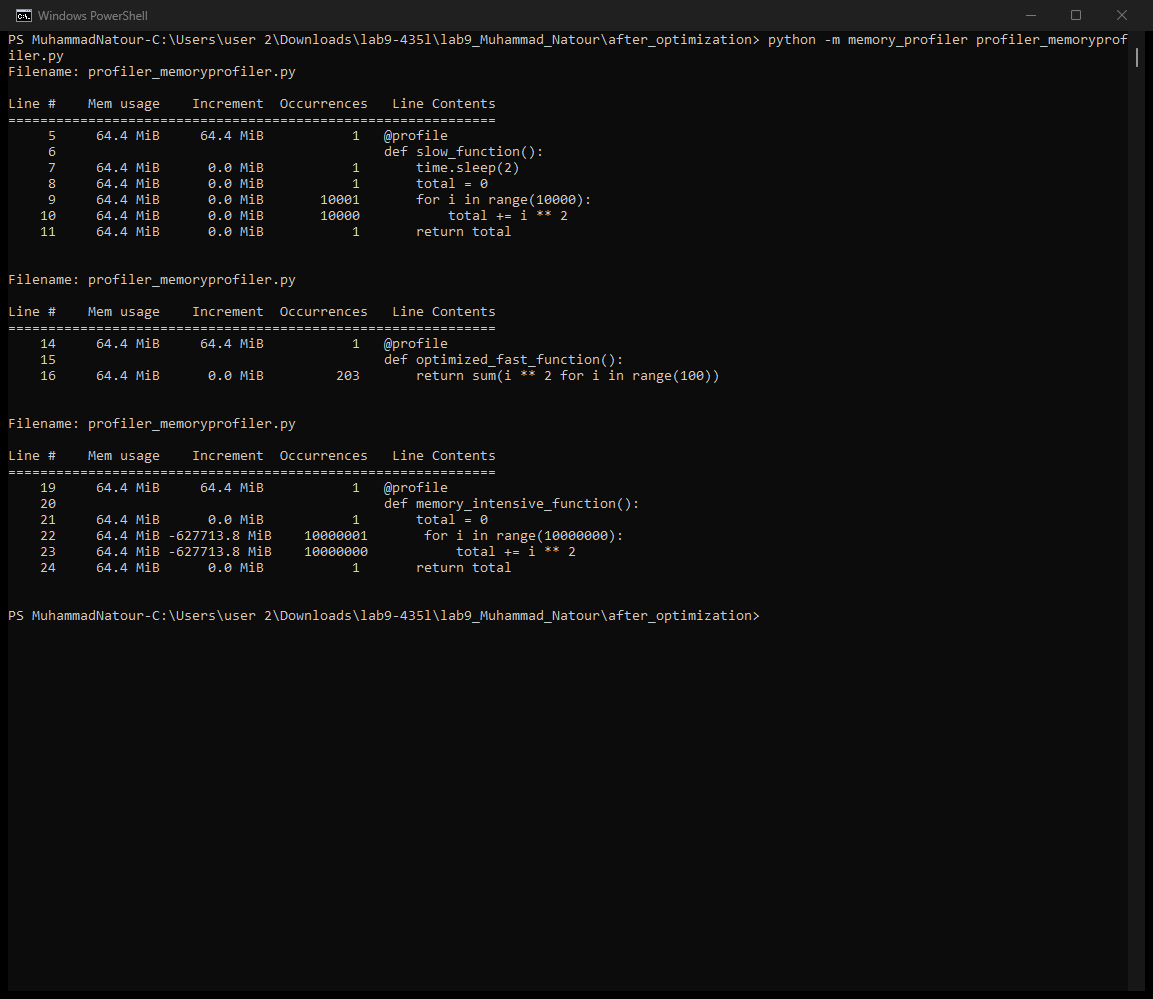 Windows PowerShell
PS MuhammadNatour-C:\Users\user 2\Downloads\lab9-435l\lab9_Muhammad_Natour\after_optimization> python -m memory_profiler profiler_memoryprof
iler.py
Filename: profiler_memoryprofiler.py

Line #    Mem usage    Increment  Occurrences   Line Contents
=============================================================
     5     64.4 MiB     64.4 MiB           1   @profile
     6                                         def slow_function():
     7     64.4 MiB      0.0 MiB           1       time.sleep(2)
     8     64.4 MiB      0.0 MiB           1       total = 0
     9     64.4 MiB      0.0 MiB       10001       for i in range(10000):
    10     64.4 MiB      0.0 MiB       10000           total += i ** 2
    11     64.4 MiB      0.0 MiB           1       return total


Filename: profiler_memoryprofiler.py

Line #    Mem usage    Increment  Occurrences   Line Contents
=============================================================
    14     64.4 MiB     64.4 MiB           1   @profile
    15                                         def optimized_fast_function():
    16     64.4 MiB      0.0 MiB         203       return sum(i ** 2 for i in range(100))


Filename: profiler_memoryprofiler.py

Line #    Mem usage    Increment  Occurrences   Line Contents
=============================================================
    19     64.4 MiB     64.4 MiB           1   @profile
    20                                         def memory_intensive_function():
    21     64.4 MiB      0.0 MiB           1       total = 0
    22     64.4 MiB -627713.8 MiB    10000001       for i in range(10000000):
    23     64.4 MiB -627713.8 MiB    10000000           total += i ** 2
    24     64.4 MiB      0.0 MiB           1       return total


PS MuhammadNatour-C:\Users\user 2\Downloads\lab9-435l\lab9_Muhammad_Natour\after_optimization>